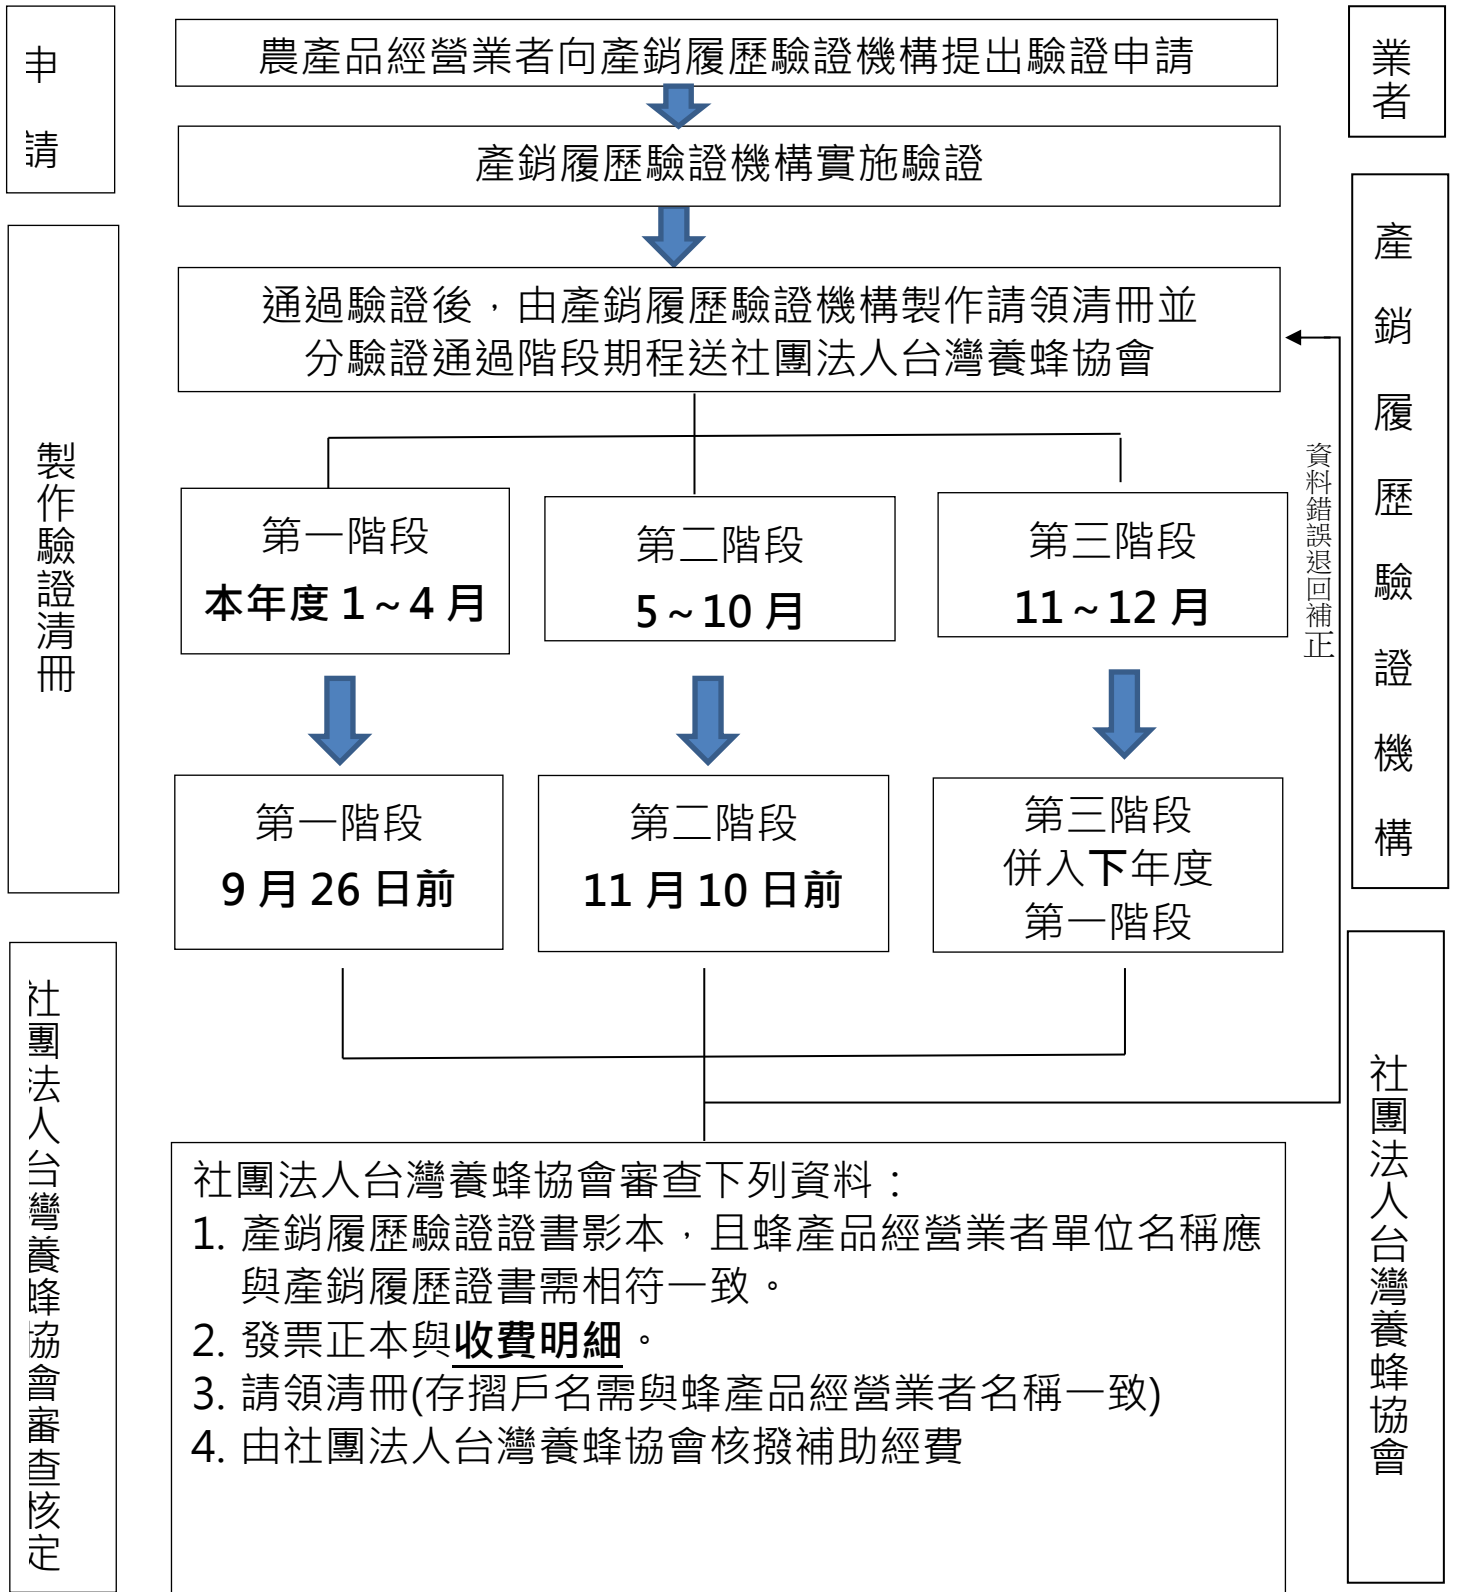 申請
業者
農產品經營業者向產銷履歷驗證機構提出驗證申請
產銷履歷驗證機構實施驗證
產銷履歷驗證機構
製作驗證清冊
通過驗證後，由產銷履歷驗證機構製作請領清冊並
分驗證通過階段期程送社團法人台灣養蜂協會
資料錯誤退回補正
第一階段
本年度 1～4 月
第二階段
5～10 月
第三階段
11～12 月
第一階段
9 月 26 日前
第二階段
11 月 10 日前
第三階段
併入下年度
第一階段
社團法人台灣養蜂協會審查核定
社團法人台灣養蜂協會
社團法人台灣養蜂協會審查下列資料：
1. 產銷履歷驗證證書影本，且蜂產品經營業者單位名稱應
與產銷履歷證書需相符一致。
2. 發票正本與收費明細。
3. 請領清冊(存摺戶名需與蜂產品經營業者名稱一致)
4. 由社團法人台灣養蜂協會核撥補助經費